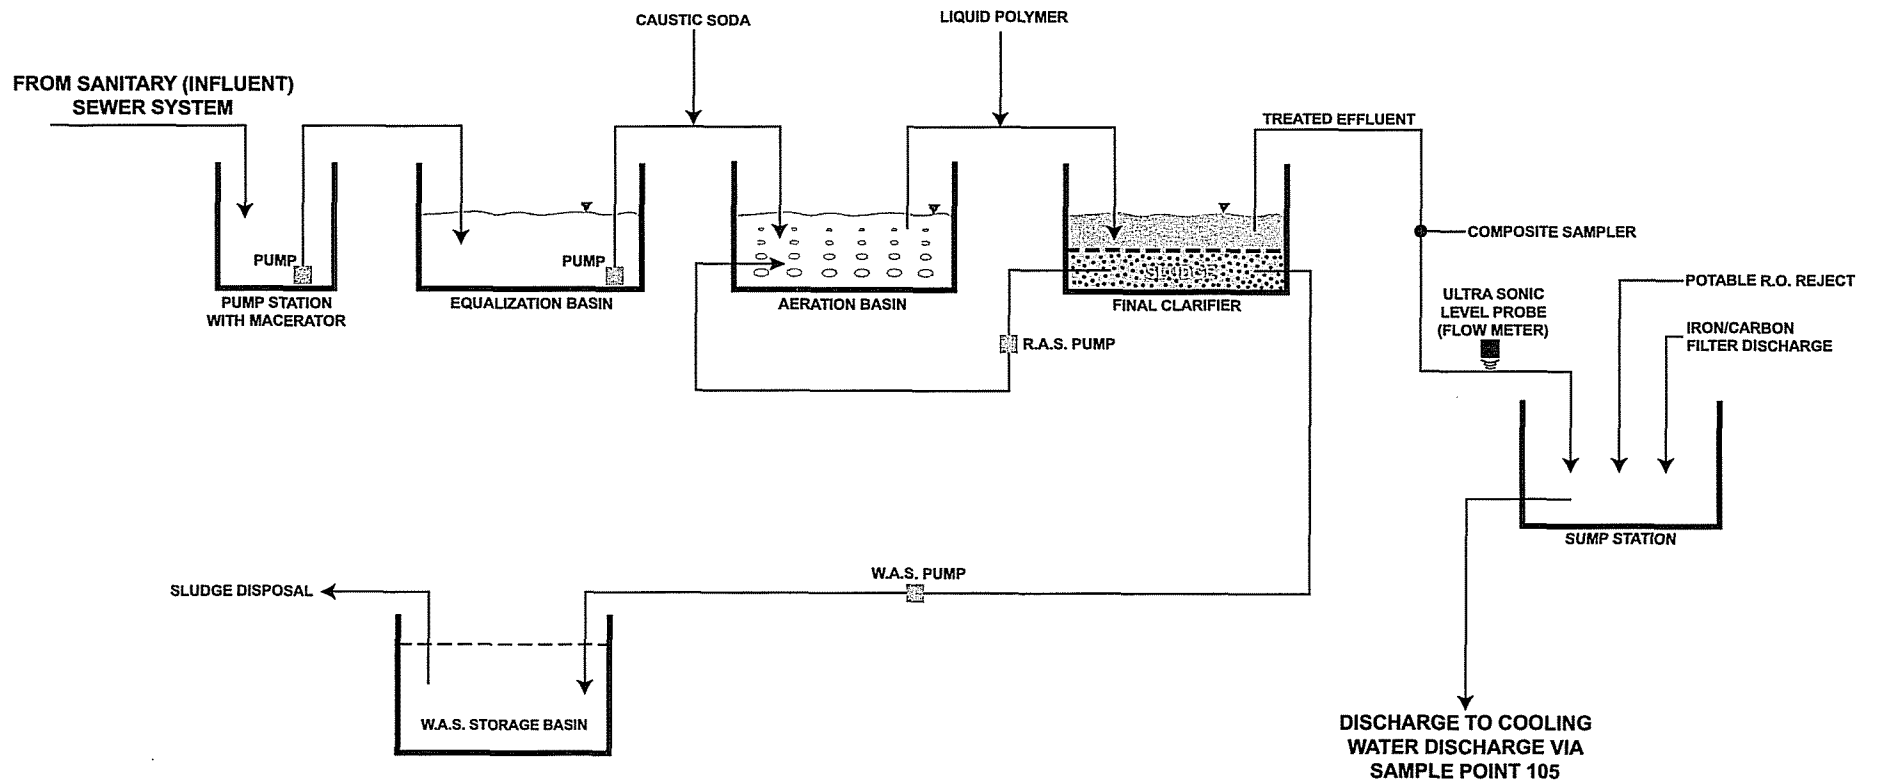 CAUSTIC SODA
LIQUID POLYMER
FROM SANITARY (INFLUENT)
SEWER SYSTEM
TREATED EFFLUENT
COMPOSITE SAMPLER
PUMP
PUMP
SLUDGE
POTABLE R.O. REJECT
PUMP STATION
WITH MACERATOR
EQUALIZATION BASIN
AERATION BASIN
FINAL CLARIFIER
ULTRA SONIC
LEVEL PROBE
(FLOW METER)
IRON/CARBON
FILTER DISCHARGE
R.A.S. PUMP
SUMP STATION
W.A.S. PUMP
SLUDGE DISPOSAL
W.A.S. STORAGE BASIN
DISCHARGE TO COOLING
WATER DISCHARGE VIA
SAMPLE POINT 105